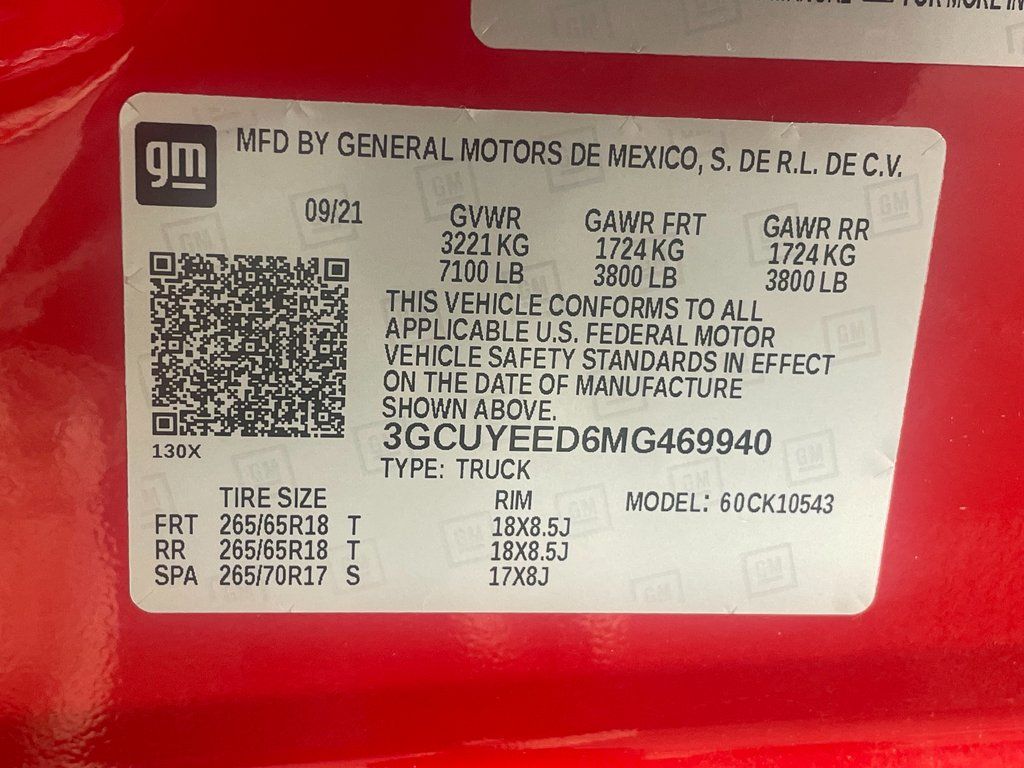 FOR MORE IN
gm
MFD BY GENERAL MOTORS DE MEXICO, S. DE R.L. DE C.V.
09/21 GVWR GAWR FRT GAWR RR
3221 KG 1724 KG 1724 KG
7100 LB 3800 LB 3800 LB
THIS VEHICLE CONFORMS TO ALL
APPLICABLE U.S. FEDERAL MOTOR
VEHICLE SAFETY STANDARDS IN EFFECT
ON THE DATE OF MANUFACTURE
SHOWN ABOVE.
130X
3GCUYEED6MG469940
TYPE: TRUCK
TIRE SIZE RIM MODEL: 60CK10543
FRT 265/65R18 T 18X8.5J
RR 265/65R18 T 18X8.5J
SPA 265/70R17 S 17X8J